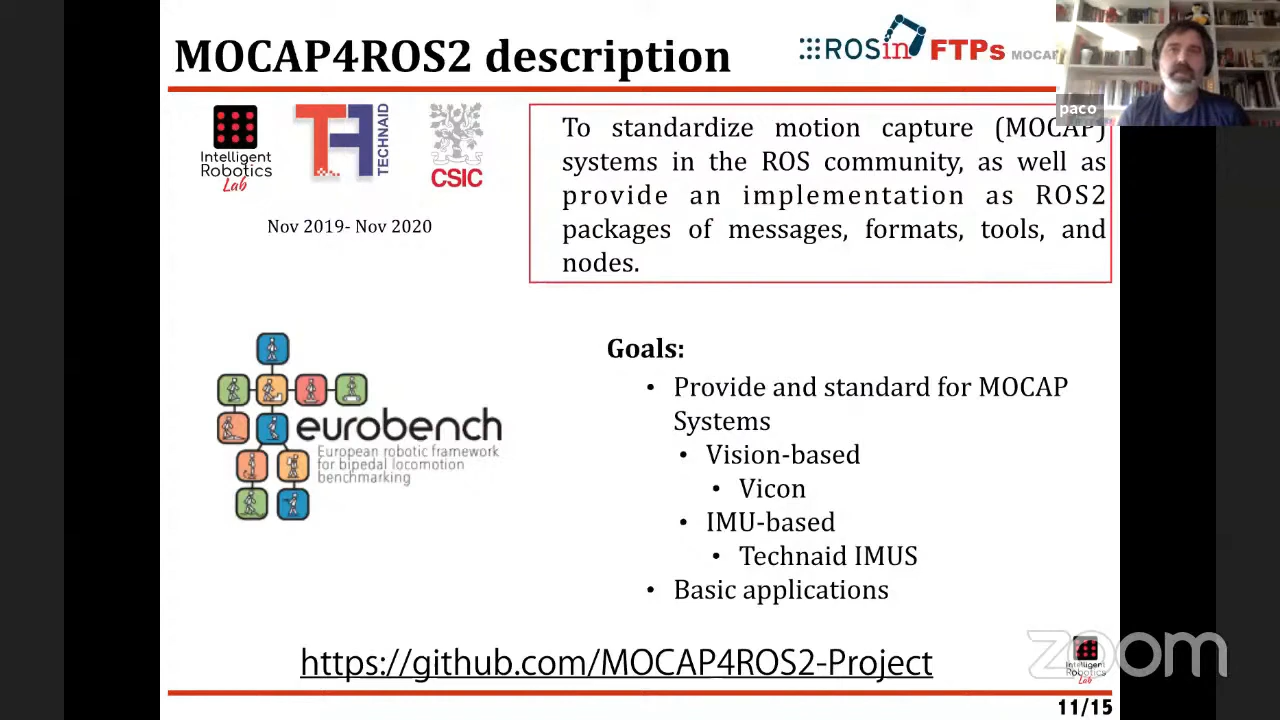 MOCAP4ROS2 description
ROSin FTPs MOCAP
paco
Intelligent
Robotics
Lab
TECHNAID
CSIC
Nov 2019- Nov 2020
To standardize motion capture (MOCAP)
systems in the ROS community, as well as
provide an implementation as ROS2
packages of messages, formats, tools, and
nodes.
eurobench
European robotic framework
for bipedal locomotion
benchmarking
Goals:
• Provide and standard for MOCAP
Systems
• Vision-based
• Vicon
• IMU-based
• Technaid IMUS
• Basic applications
https://github.com/MOCAP4ROS2-Project
zoom
Intelligent
Robotics
Lab
11/15